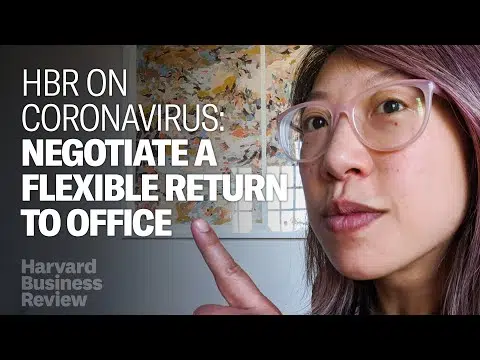 HBR ON
CORONAVIRUS:
NEGOTIATE A
FLEXIBLE RETURN
TO OFFICE
Harvard
Business
Review